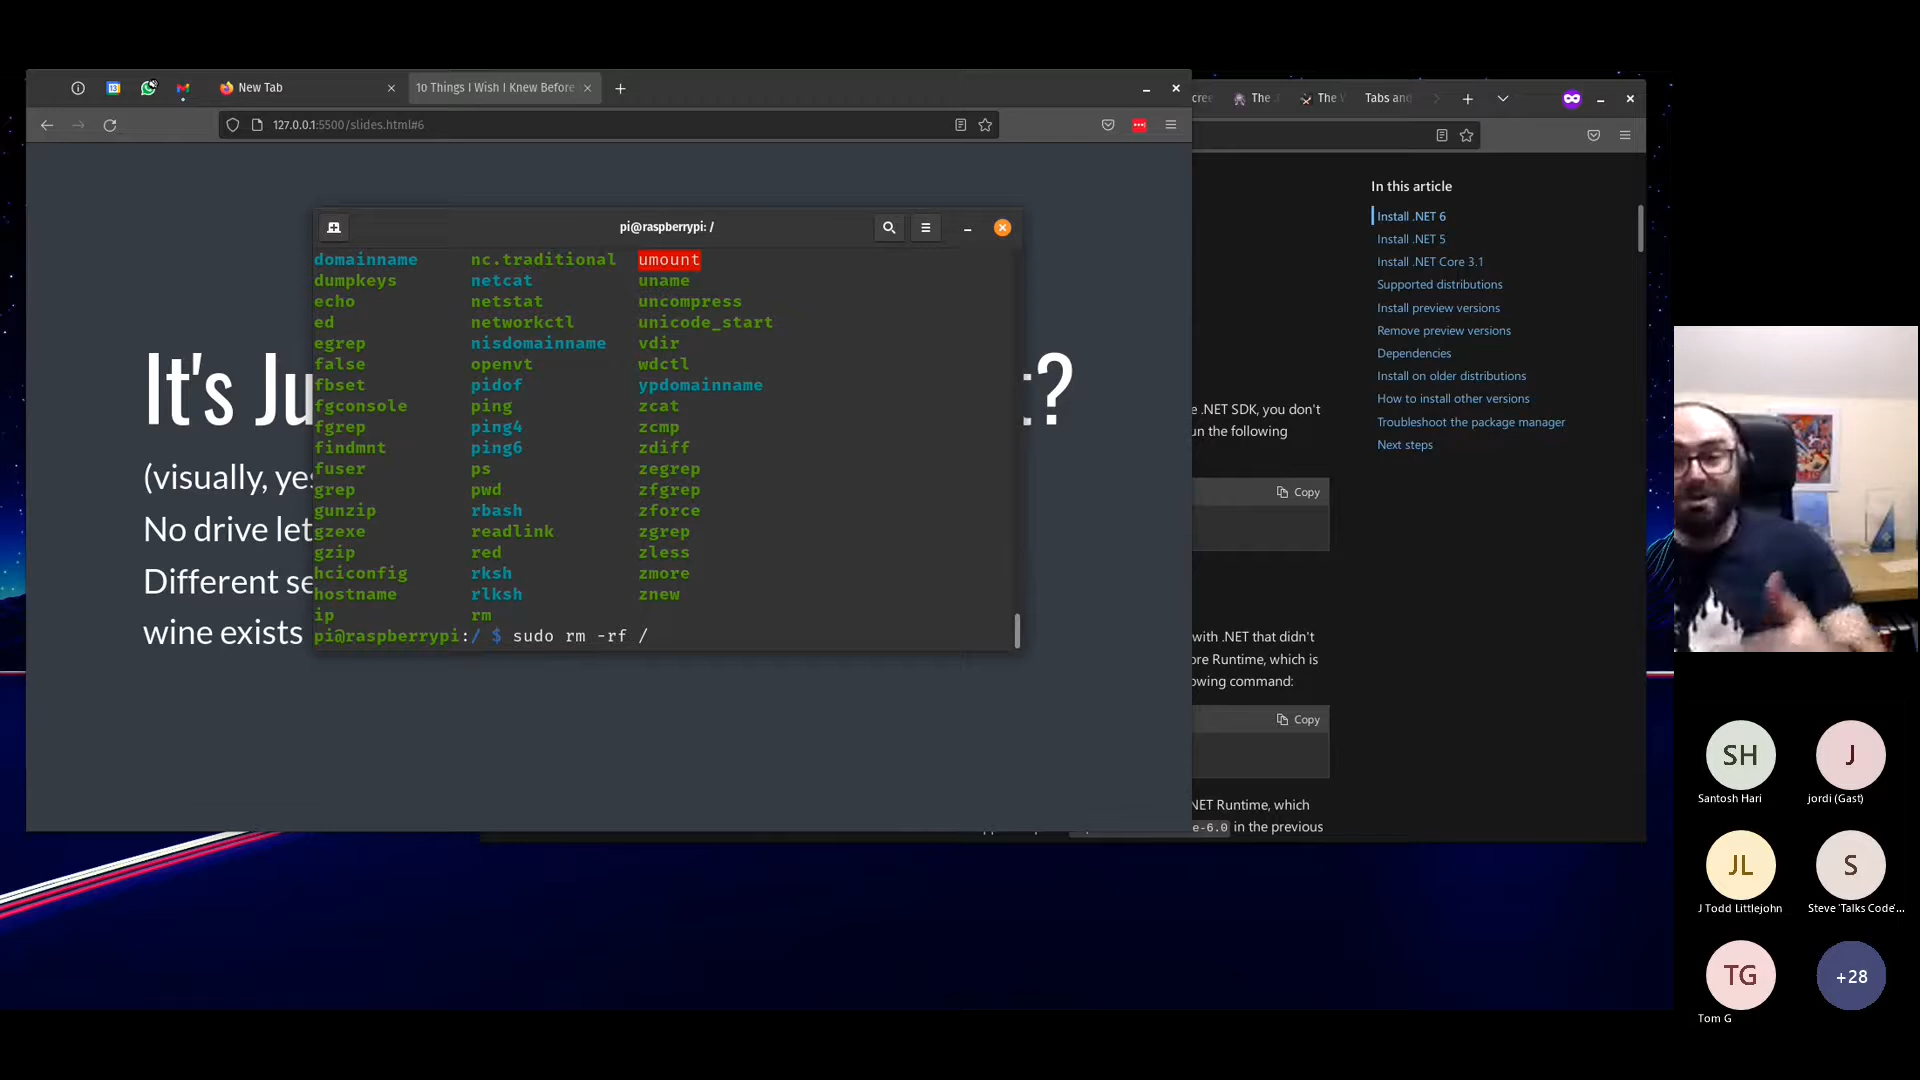 New Tab
10 Things I Wish I Knew Before
127.0.0.1:5500/slides.html#6
The
The
Tabs and
It's Ju
t?
(visually, yes
No drive let
Different se
wine exists
pi@raspberrypi: /
domainname nc.traditional umount
dumpkeys netcat uname
echo netstat uncompress
ed networkctl unicode_start
egrep nisdomainname vdir
false openvt wdctl
fbset pidof ypdomainname
fgconsole ping zcat
fgrep ping4 zcmp
findmnt ping6 zdiff
fuser ps zegrep
grep pwd zfgrep
gunzip rbash zforce
gzexe readlink zgrep
gzip red zless
hciconfig rksh zmore
hostname rlksh znew
ip rm
pi@raspberrypi:/ $ sudo rm -rf /
In this article
Install .NET 6
Install .NET 5
Install .NET Core 3.1
Supported distributions
Install preview versions
Remove preview versions
Dependencies
Install on older distributions
How to install other versions
Troubleshoot the package manager
Next steps
e .NET SDK, you don't
un the following
Copy
with .NET that didn't
ore Runtime, which is
owing command:
Copy
NET Runtime, which
e-6.0 in the previous
SH
Santosh Hari
J
jordi (Gast)
JL
J Todd Littlejohn
S
Steve 'Talks Code'...
TG
Tom G
+28